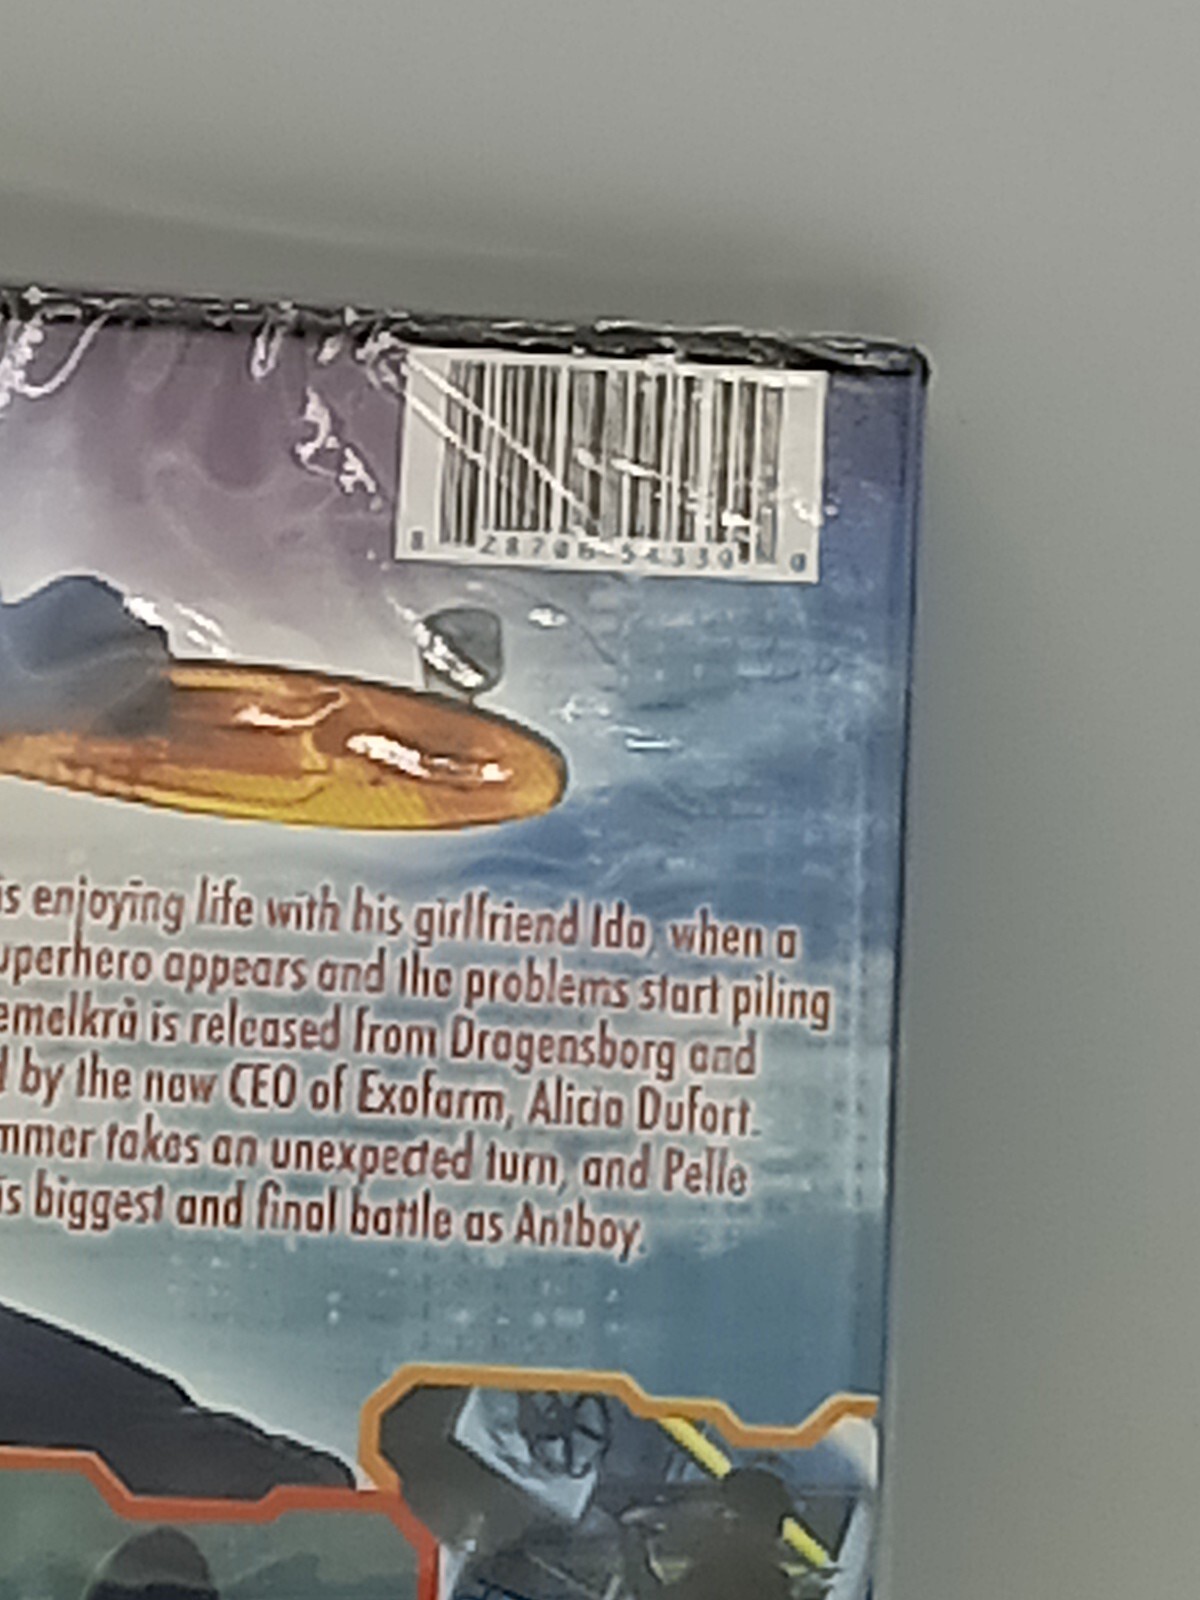 8 28706 54339 9
is enjoying life with his girlfriend Ida, when a
uperhero appears and the problems start piling
emelkrå is released from Dragensborg and
d by the new CEO of Exofarm, Alicia Dufort.
mmer takes an unexpected turn, and Pelle
is biggest and final battle as Antboy.